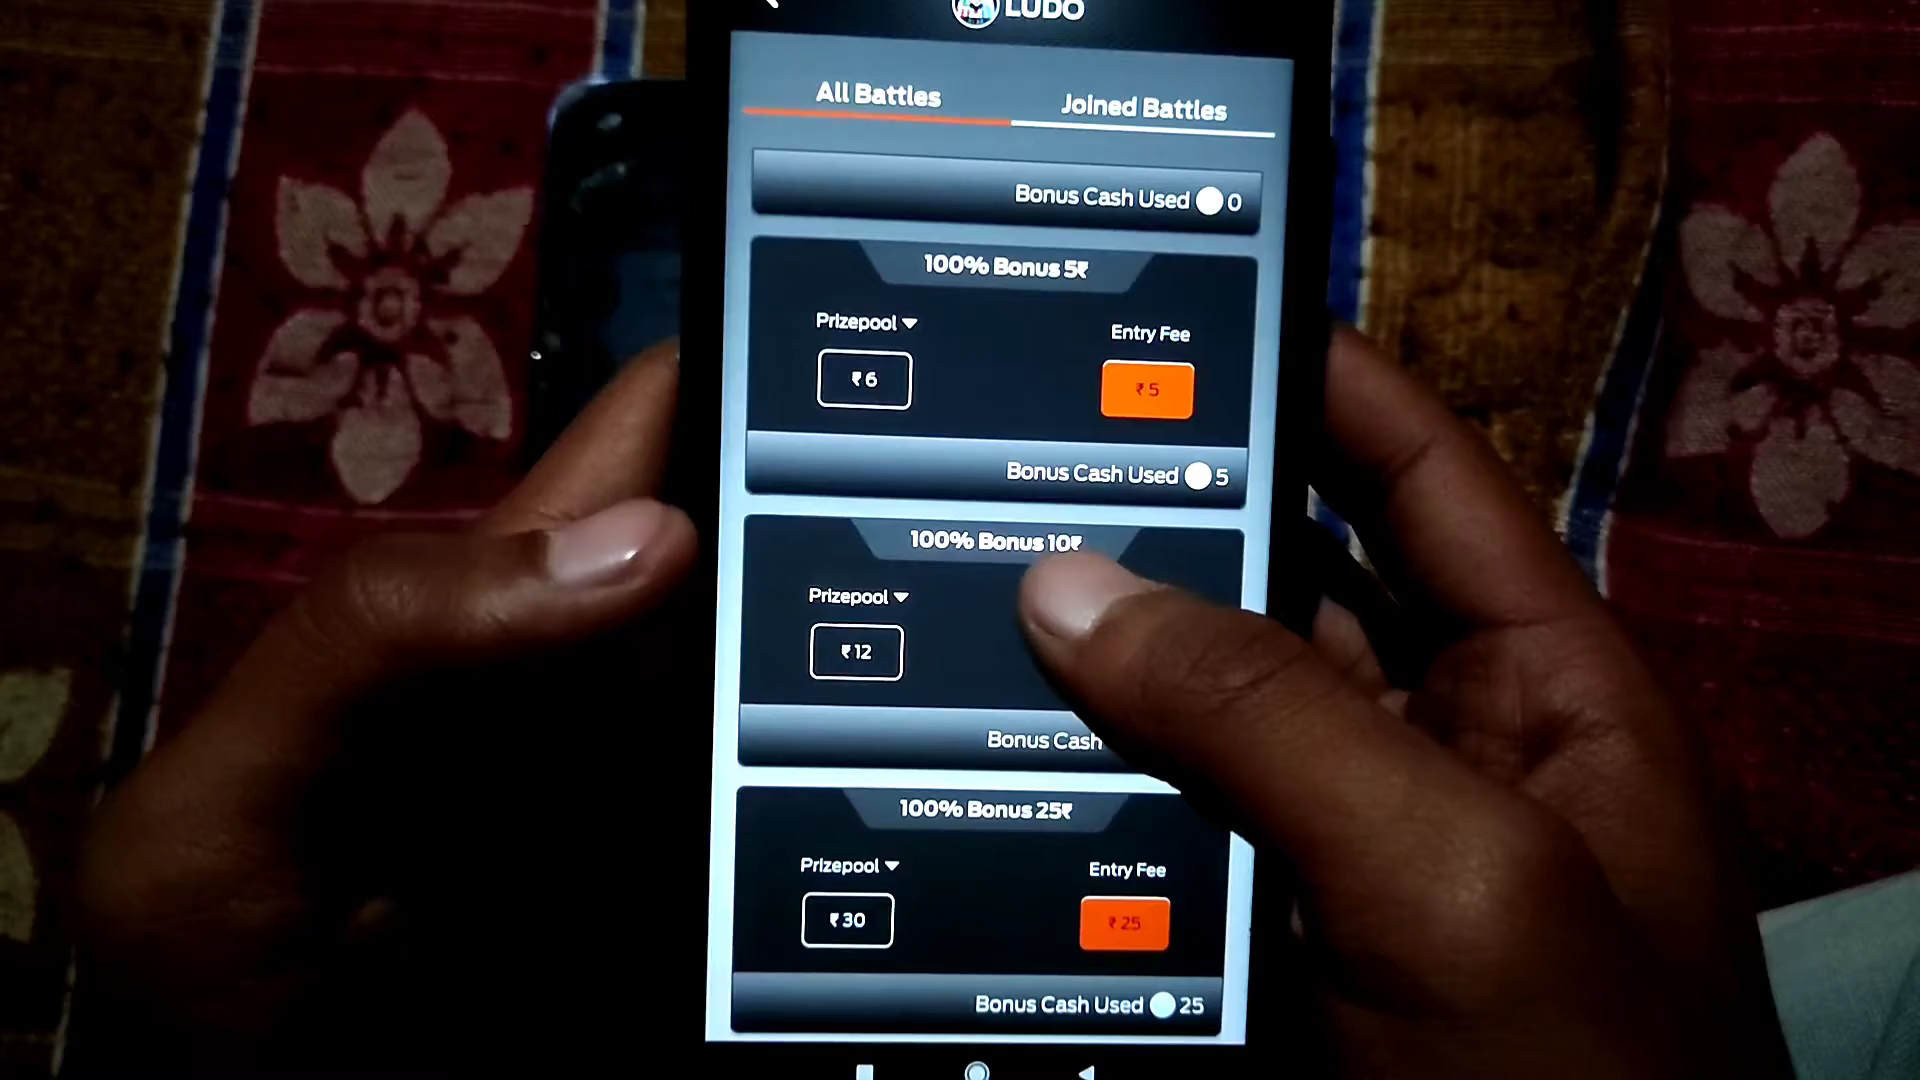 LUDO
All Battles
Joined Battles
Bonus Cash Used 0
100% Bonus 5₹
Prizepool
Entry Fee
₹6
₹5
Bonus Cash Used 5
100% Bonus 10₹
Prizepool
₹12
Bonus Cash
100% Bonus 25₹
Prizepool
Entry Fee
₹30
₹25
Bonus Cash Used 25